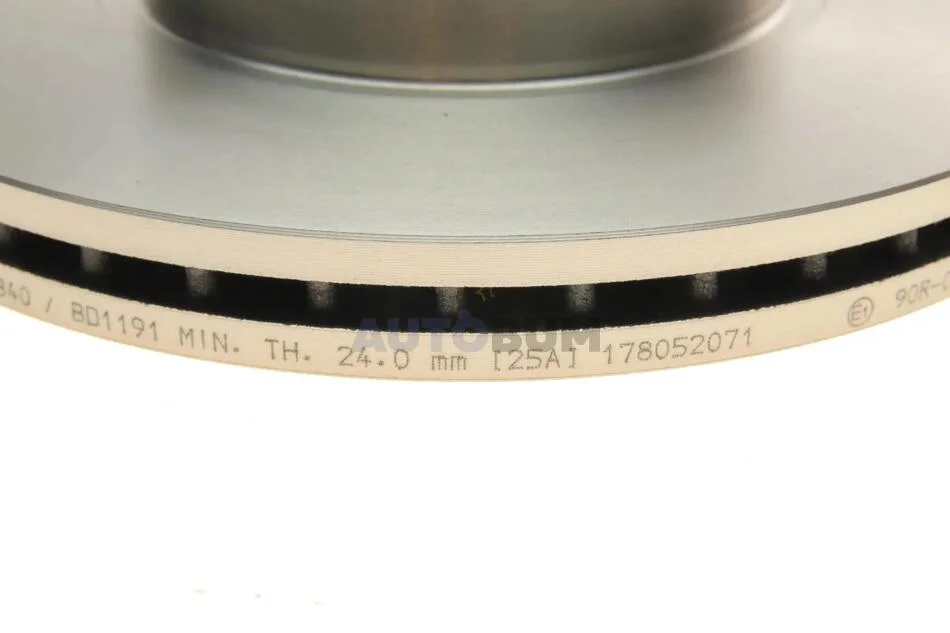 840 / BD1191 MIN. TH. 24.0 mm [25A] 178052071 E1 90R-0
AUTOBUM